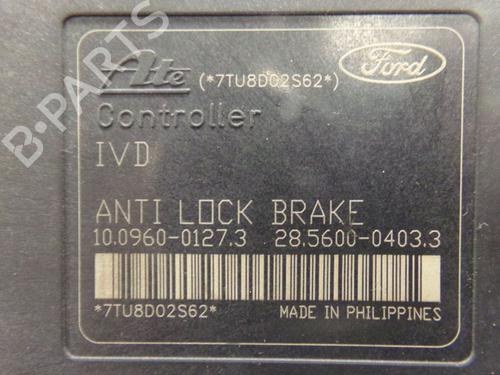 Ate (*7TU8D02S62*) Ford
Controller
IVD
ANTI LOCK BRAKE
10.0960-0127.3 28.5600-0403.3
*7TU8D02S62* MADE IN PHILIPPINES